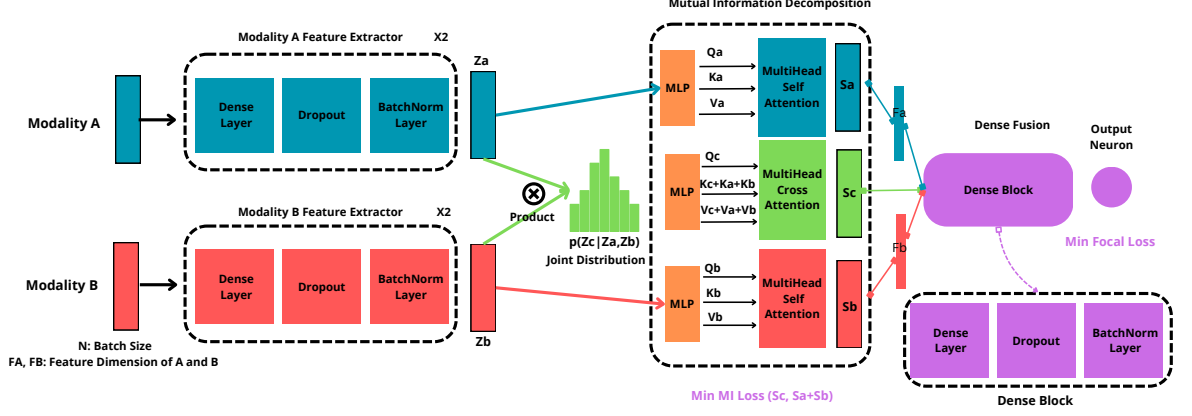 Mutual Information Decomposition
Modality A Feature Extractor X2
Modality A
Dense
Layer
Dropout
BatchNorm
Layer
Za
MLP
Qa
Ka
Va
MultiHead
Self
Attention
Sa
Fa
Product
p(Zc|Za,Zb)
Joint Distribution
MLP
Qc
Kc+Ka+Kb
Vc+Va+Vb
MultiHead
Cross
Attention
Sc
Dense Fusion
Dense Block
Output
Neuron
Min Focal Loss
Modality B Feature Extractor X2
Modality B
Dense
Layer
Dropout
BatchNorm
Layer
Zb
MLP
Qb
Kb
Vb
MultiHead
Self
Attention
Sb
Fb
N: Batch Size
FA, FB: Feature Dimension of A and B
Min MI Loss (Sc, Sa+Sb)
Dense
Layer
Dropout
BatchNorm
Layer
Dense Block